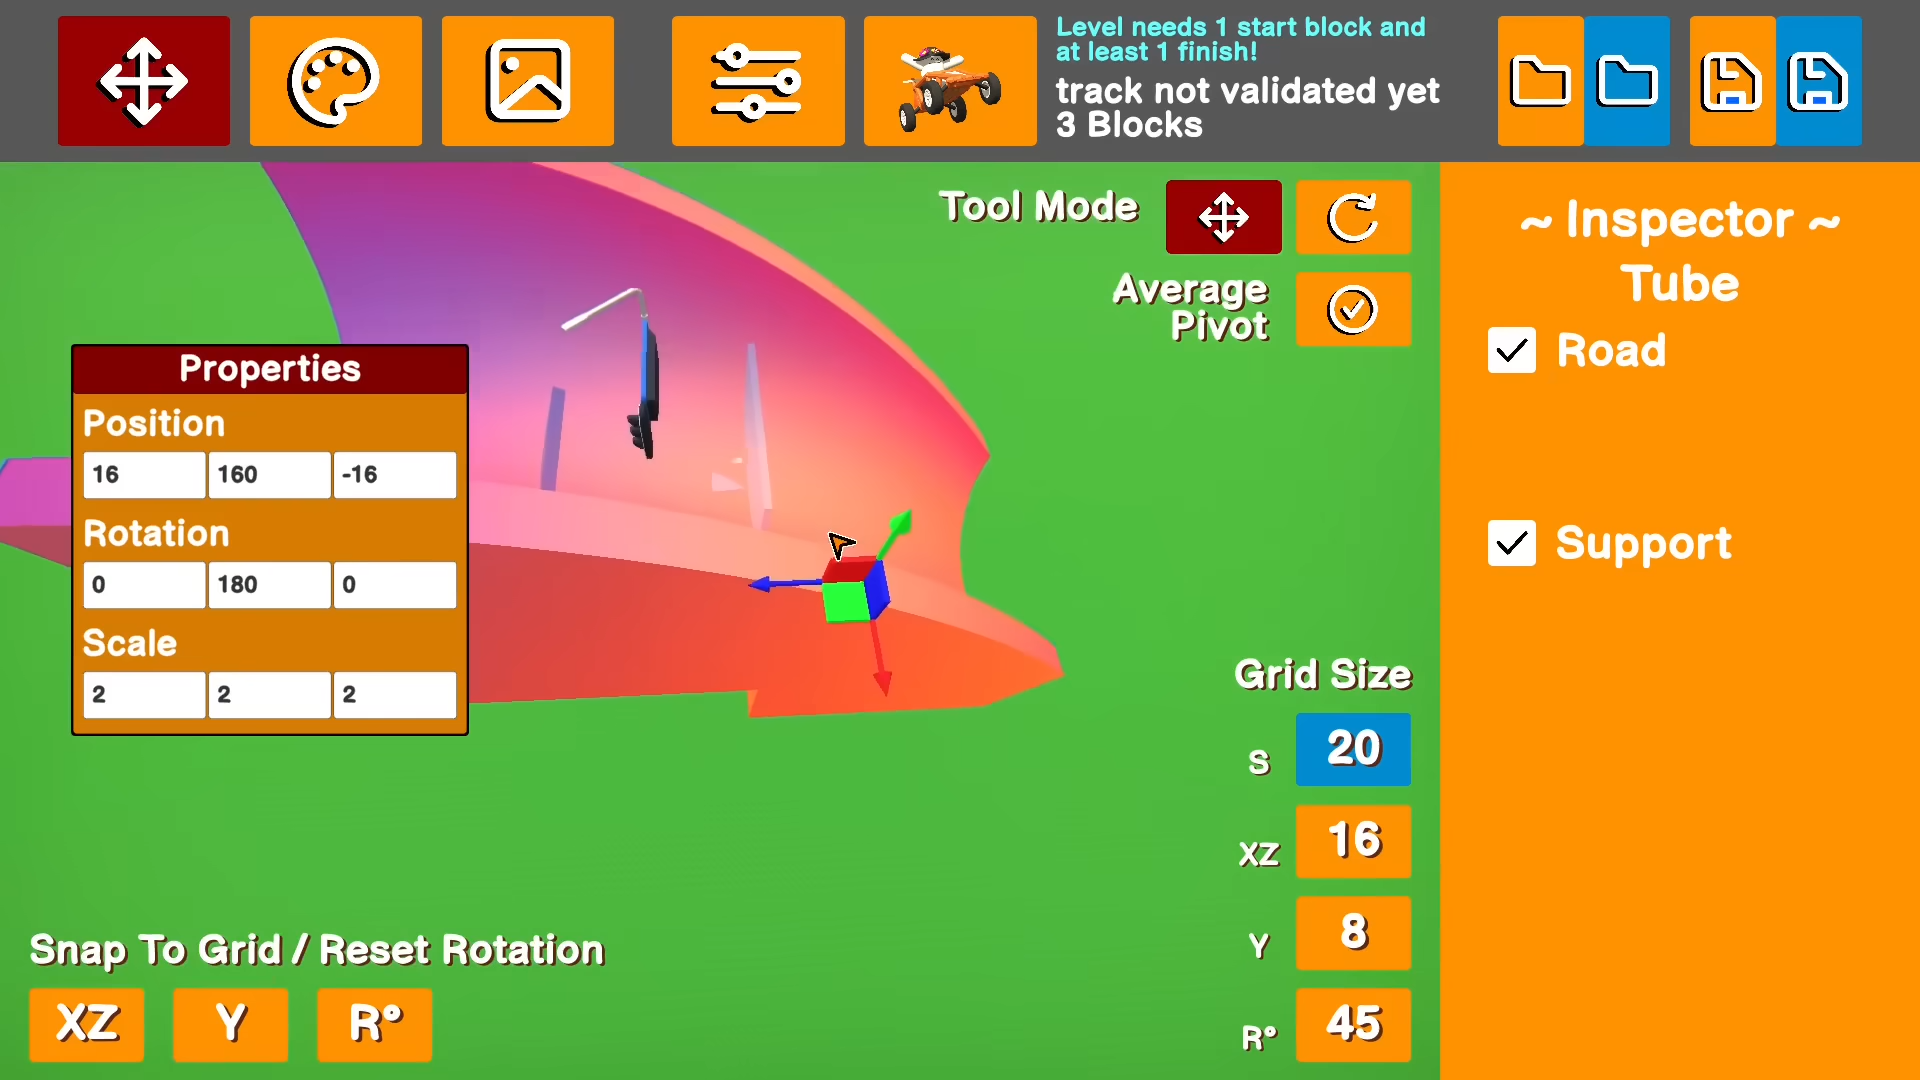 Level needs 1 start block and
at least 1 finish!
track not validated yet
3 Blocks
Tool Mode
Average
Pivot
~ Inspector ~
Tube
Road
Support
Properties
Position
16 160 -16
Rotation
0 180 0
Scale
2 2 2
Grid Size
S 20
XZ 16
Y 8
R° 45
Snap To Grid / Reset Rotation
XZ Y R°